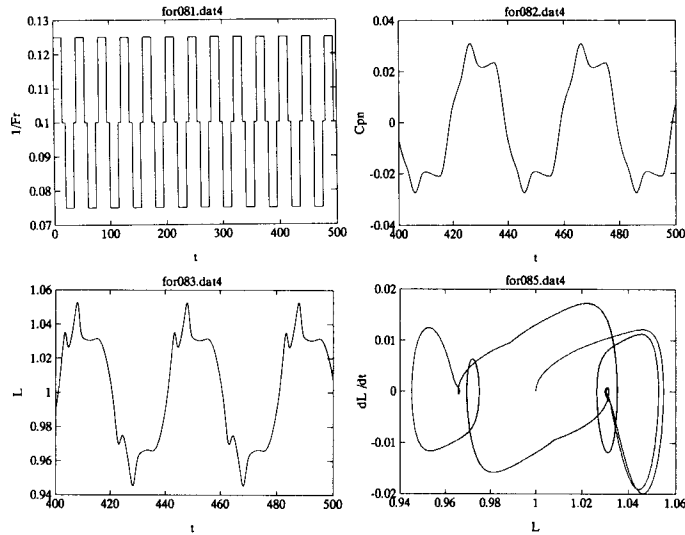 for081.dat4
0.13
0.12
0.11
0.1
0.09
0.08
0.07
1/Fr
0 100 200 300 400 500
t
for082.dat4
0.04
0.02
0
-0.02
-0.04
Cpn
400 420 440 460 480 500
t
for083.dat4
1.06
1.04
1.02
1
0.98
0.96
0.94
L
400 420 440 460 480 500
t
for085.dat4
0.02
0.01
0
-0.01
-0.02
dL/dt
0.94 0.96 0.98 1 1.02 1.04 1.06
L